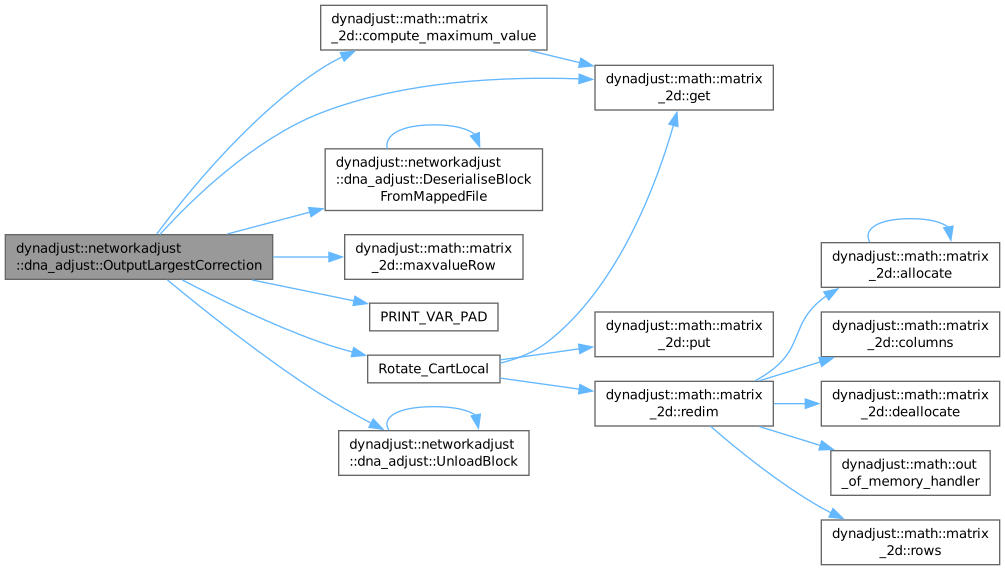 dynadjust::math::matrix
_2d::compute_maximum_value
dynadjust::math::matrix
_2d::get
dynadjust::networkadjust
::dna_adjust::DeserialiseBlock
FromMappedFile
dynadjust::networkadjust
::dna_adjust::OutputLargestCorrection
dynadjust::math::matrix
_2d::maxvalueRow
dynadjust::math::matrix
_2d::allocate
PRINT_VAR_PAD
dynadjust::math::matrix
_2d::put
dynadjust::math::matrix
_2d::columns
Rotate_CartLocal
dynadjust::math::matrix
_2d::redim
dynadjust::math::matrix
_2d::deallocate
dynadjust::networkadjust
::dna_adjust::UnloadBlock
dynadjust::math::out
_of_memory_handler
dynadjust::math::matrix
_2d::rows